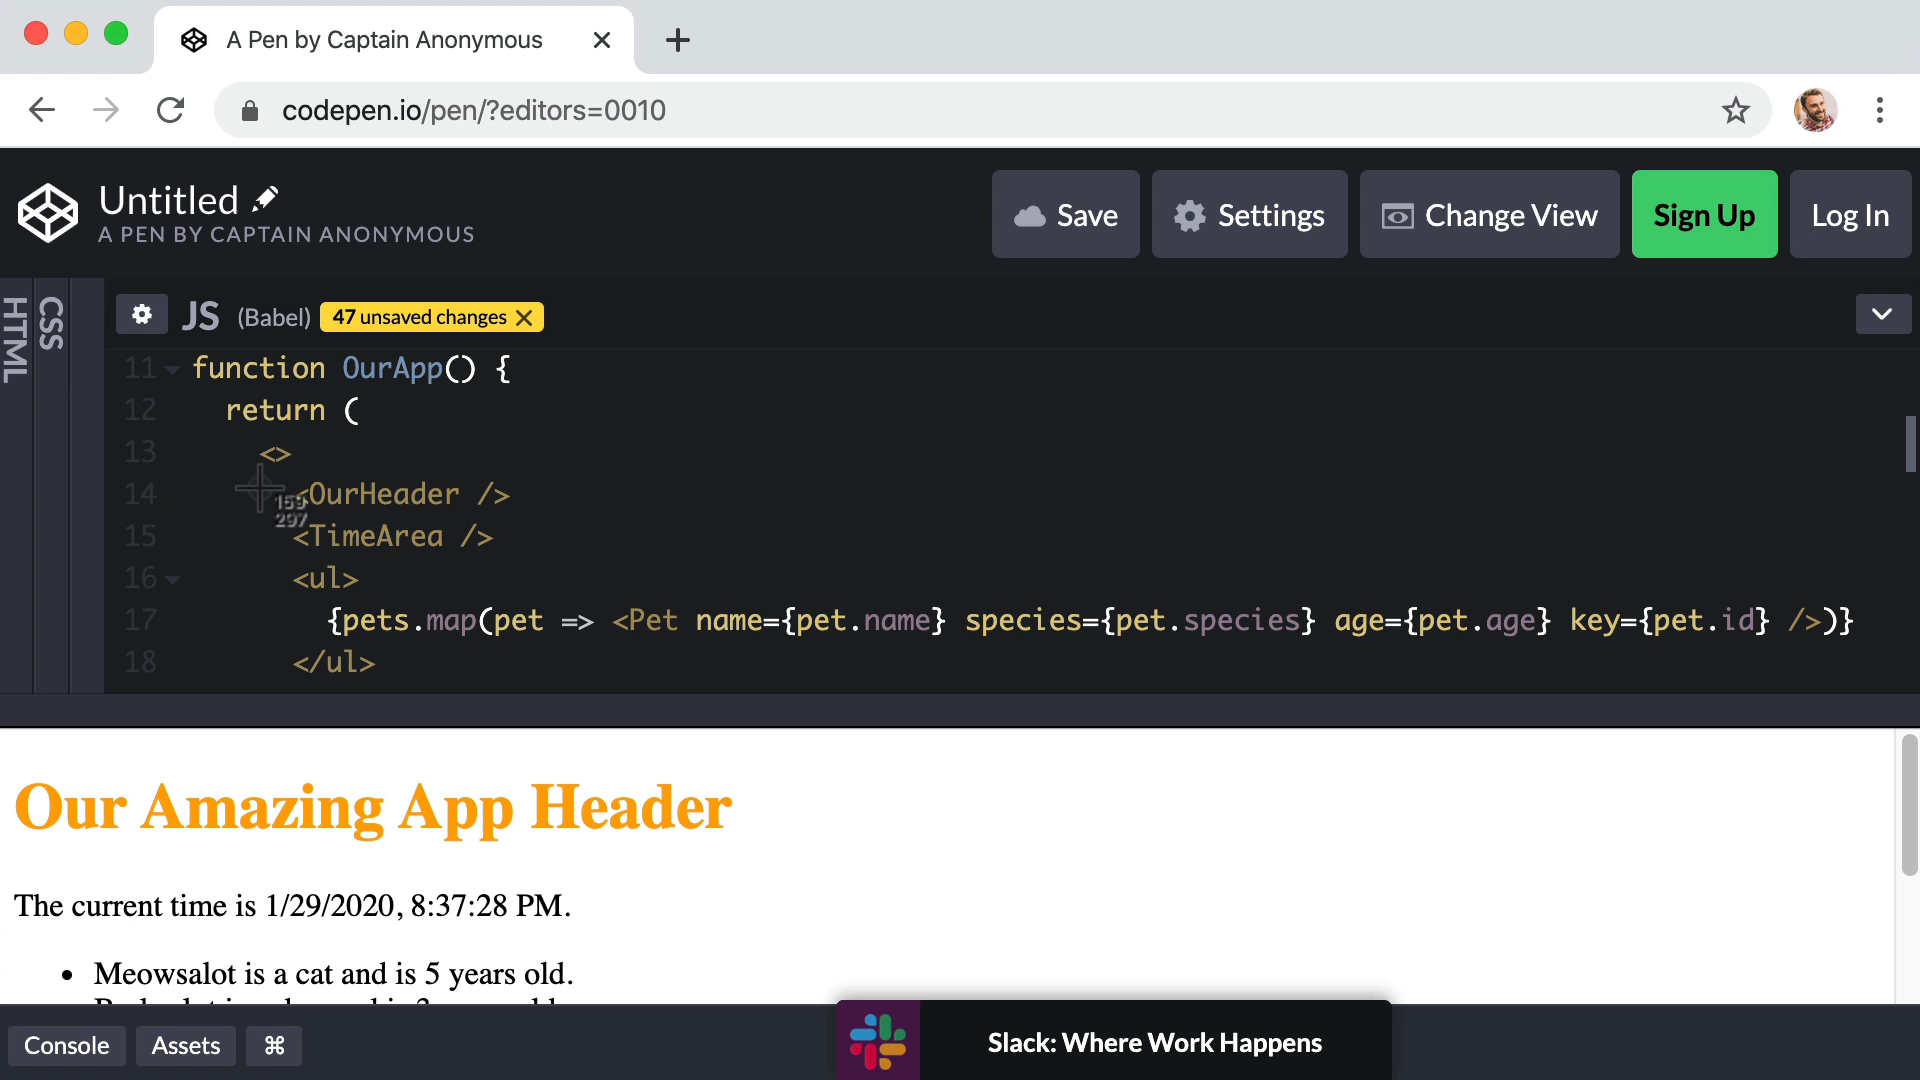 A Pen by Captain Anonymous
codepen.io/pen/?editors=0010
Untitled
A PEN BY CAPTAIN ANONYMOUS
Save
Settings
Change View
Sign Up
Log In
HTML
CSS
JS (Babel) 47 unsaved changes
11 function OurApp() {
12 return (
13 <>
14 <OurHeader />
159
297
15 <TimeArea />
16 <ul>
17 {pets.map(pet => <Pet name={pet.name} species={pet.species} age={pet.age} key={pet.id} />)}
18 </ul>
Our Amazing App Header
The current time is 1/29/2020, 8:37:28 PM.
• Meowsalot is a cat and is 5 years old.
Console
Assets
⌘
Slack: Where Work Happens